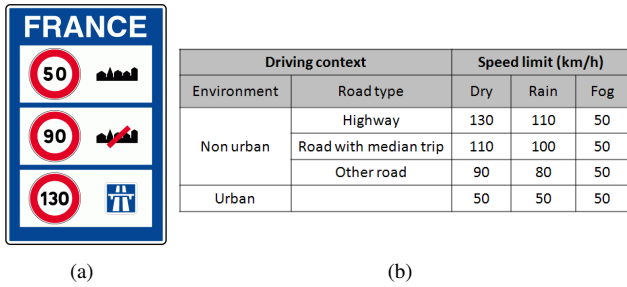 FRANCE
50
90
130
(a)
Driving context Speed limit (km/h)
Environment Road type Dry Rain Fog
Non urban Highway 130 110 50
Road with median trip 110 100 50
Other road 90 80 50
Urban 50 50 50
(b)